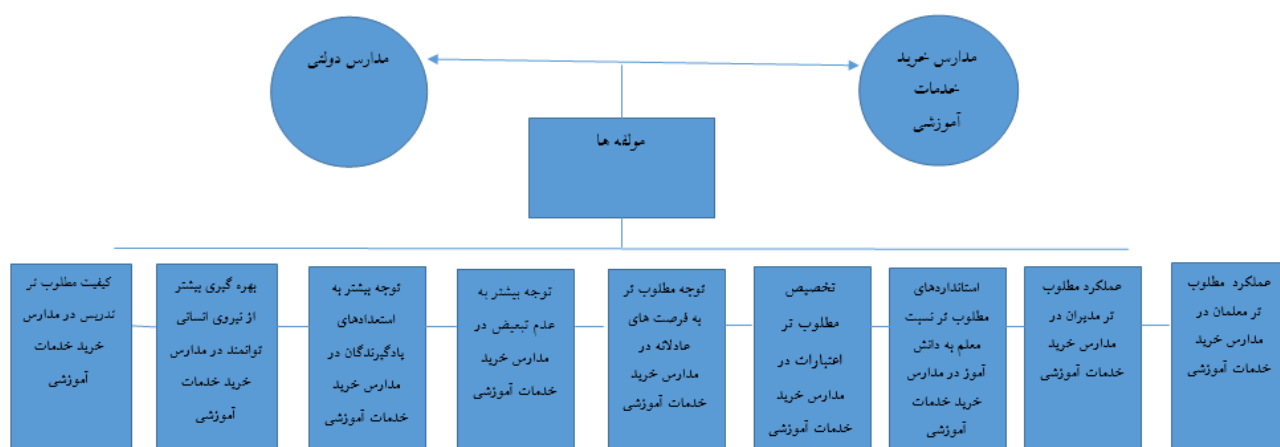 مدارس خرید
خدمات
آموزشی
مدارس دولتی
مولفه ها
عملکرد مطلوب
تر معلمان در
مدارس خرید
خدمات آموزشی
عملکرد مطلوب
تر مدیران در
مدارس خرید
خدمات آموزشی
استانداردهای
مطلوب تر نسبت
معلم به دانش
آموز در مدارس
خرید خدمات
آموزشی
تخصیص
مطلوب تر
اعتبارات در
مدارس خرید
خدمات آموزشی
توجه مطلوب تر
به فرصت های
عادلانه در
مدارس خرید
خدمات آموزشی
توجه بیشتر به
عدم تبعیض در
مدارس خرید
خدمات آموزشی
توجه بیشتر به
استعدادهای
یادگیرندگان در
مدارس خرید
خدمات آموزشی
بهره گیری بیشتر
از نیروی انسانی
توانمند در مدارس
خرید خدمات
آموزشی
کیفیت مطلوب تر
تدریس در مدارس
خرید خدمات
آموزشی